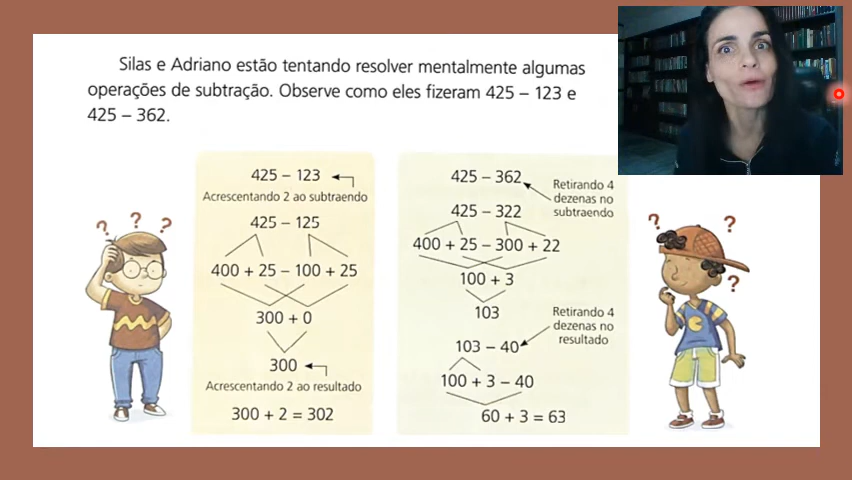 Silas e Adriano estão tentando resolver mentalmente algumas
operações de subtração. Observe como eles fizeram 425 – 123 e
425 – 362.
? ? ?
425 – 123
Acrescentando 2 ao subtraendo
425 – 125
400 + 25 – 100 + 25
300 + 0
300
Acrescentando 2 ao resultado
300 + 2 = 302
425 – 362
Retirando 4
dezenas no
subtraendo
425 – 322
400 + 25 – 300 + 22
100 + 3
103
Retirando 4
dezenas no
resultado
103 – 40
100 + 3 – 40
60 + 3 = 63
? ?
?